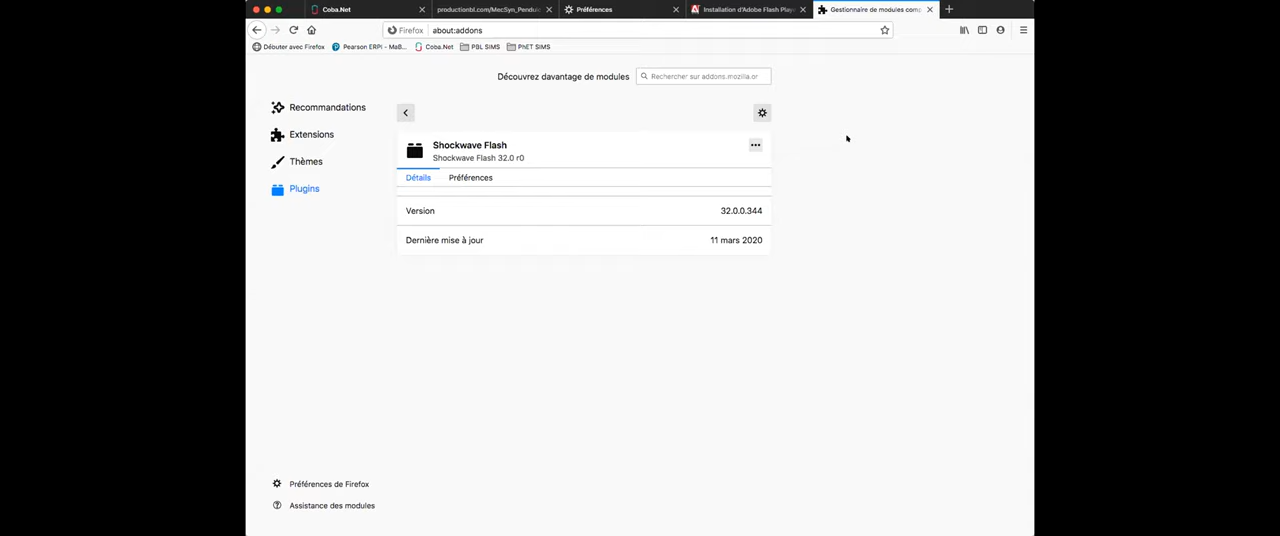 Coba.Net
productionbl.com/MecSyn_Pendul
Préférences
Installation d'Adobe Flash Playe
Gestionnaire de modules comp
Firefox about:addons
Débuter avec Firefox
Pearson ERPI - MaB...
Coba.Net
PBL SIMS
PhET SIMS
Découvrez davantage de modules
Rechercher sur addons.mozilla.or
Recommandations
Extensions
Thèmes
Plugins
Shockwave Flash
Shockwave Flash 32.0 r0
Détails Préférences
Version 32.0.0.344
Dernière mise à jour 11 mars 2020
Préférences de Firefox
Assistance des modules